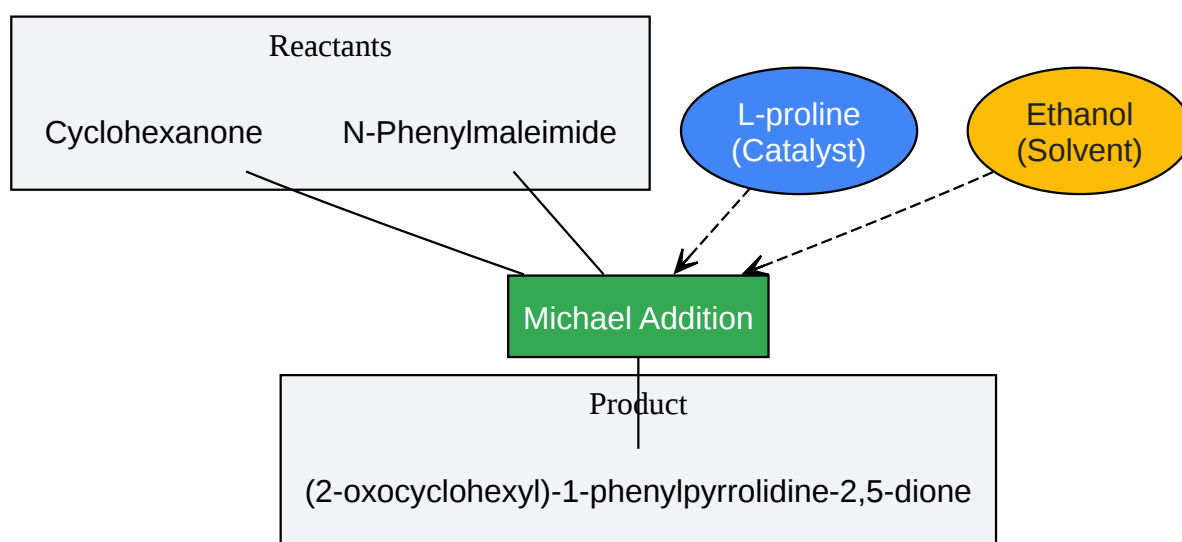 Reactants
Cyclohexanone
N-Phenylmaleimide
L-proline
(Catalyst)
Ethanol
(Solvent)
Michael Addition
Product
(2-oxocyclohexyl)-1-phenylpyrrolidine-2,5-dione